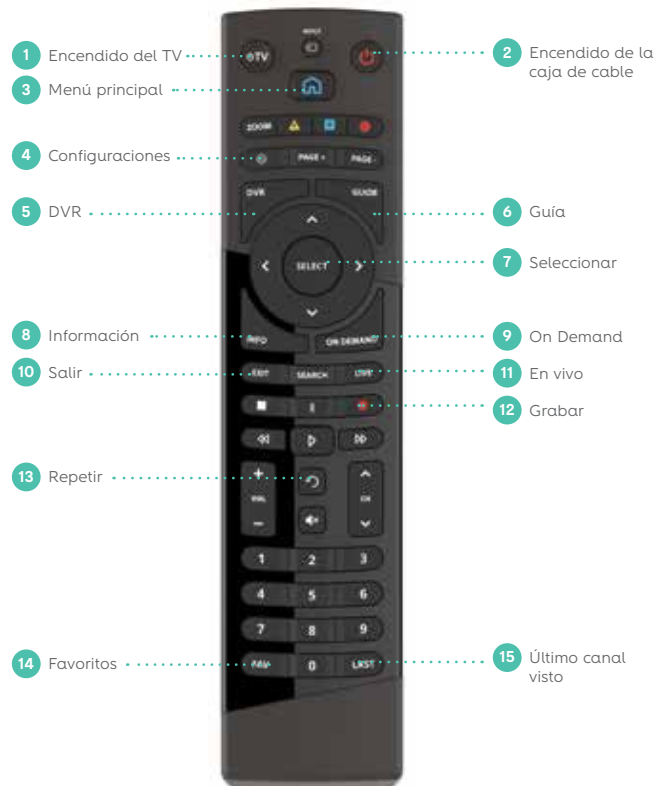 INPUT
TV
1 Encendido del TV
2 Encendido de la
caja de cable
3 Menú principal
ZOOM
4 Configuraciones
PAGE +
PAGE -
DVR
GUIDE
5 DVR
6 Guía
SELECT
7 Seleccionar
8 Información
INFO
ON DEMAND
9 On Demand
10 Salir
EXIT
SEARCH
LIVE
11 En vivo
12 Grabar
13 Repetir
+
VOL
−
CH
1 2 3
4 5 6
7 8 9
14 Favoritos
FAV
0
LAST
15 Último canal
visto